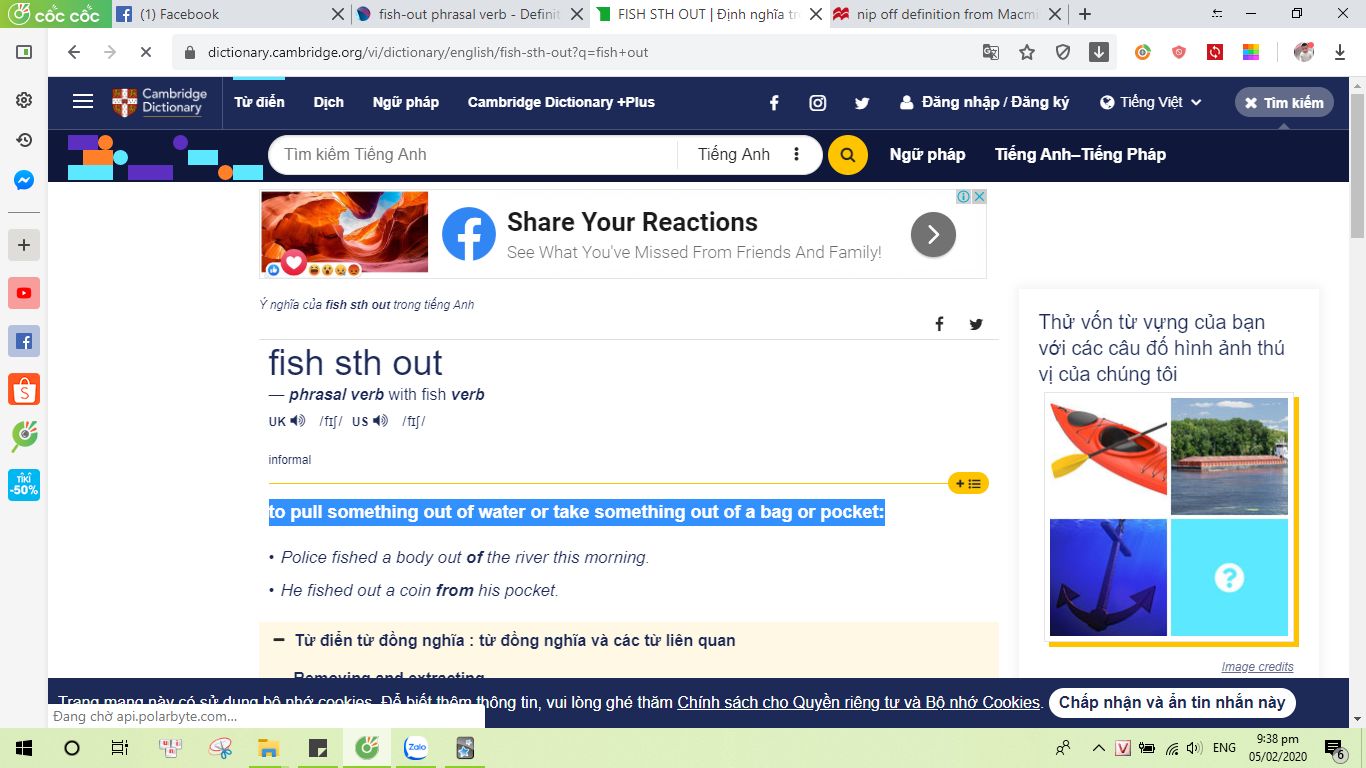 cốc cốc
(1) Facebook
fish-out phrasal verb - Definit
FISH STH OUT | Định nghĩa tr
nip off definition from Macmi
dictionary.cambridge.org/vi/dictionary/english/fish-sth-out?q=fish+out
Cambridge
Dictionary
Từ điển Dịch Ngữ pháp Cambridge Dictionary +Plus
Đăng nhập / Đăng ký
Tiếng Việt
Tìm kiếm
Tìm kiếm Tiếng Anh
Tiếng Anh
Ngữ pháp
Tiếng Anh–Tiếng Pháp
Share Your Reactions
See What You've Missed From Friends And Family!
Ý nghĩa của fish sth out trong tiếng Anh
fish sth out
— phrasal verb with fish verb
UK /fɪʃ/ US /fɪʃ/
informal
to pull something out of water or take something out of a bag or pocket:
• Police fished a body out of the river this morning.
• He fished out a coin from his pocket.
Từ điển từ đồng nghĩa : từ đồng nghĩa và các từ liên quan
Removing and extracting
Thử vốn từ vựng của bạn
với các câu đố hình ảnh thú
vị của chúng tôi
?
Image credits
TIKI
-50%
Trang mạng này có sử dụng bộ nhớ cookies. Để biết thêm thông tin, vui lòng ghé thăm Chính sách cho Quyền riêng tư và Bộ nhớ Cookies.
Chấp nhận và ẩn tin nhắn này
Đang chờ api.polarbyte.com...
Zalo
V
ENG
9:38 pm
05/02/2020
6